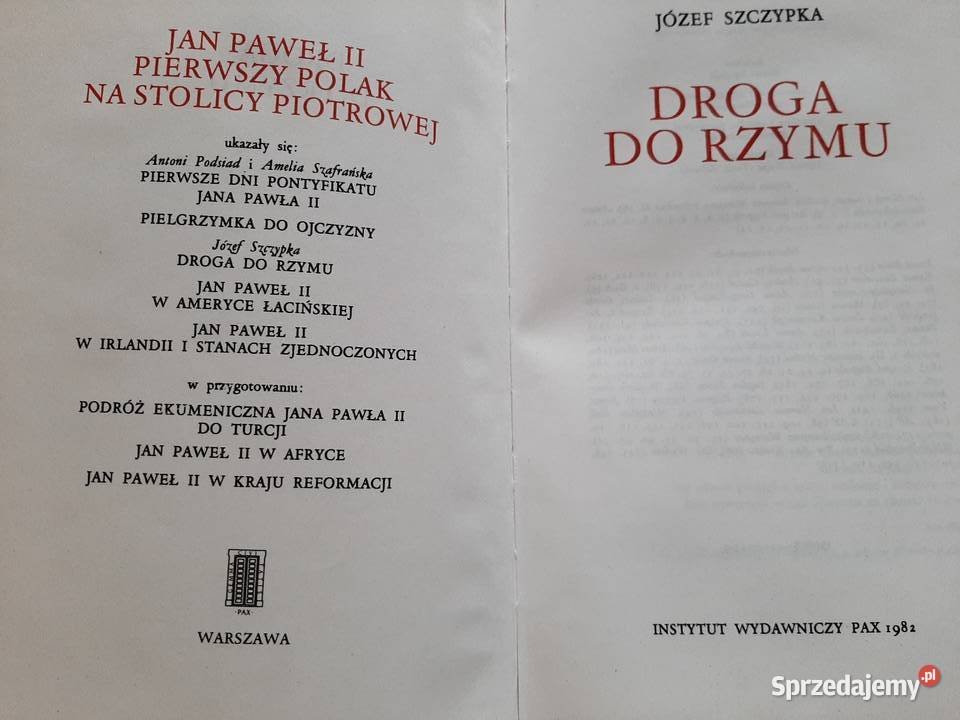 JAN PAWEŁ II
PIERWSZY POLAK
NA STOLICY PIOTROWEJ
ukazały się:
Antoni Podsiad i Amelia Szafrańska
PIERWSZE DNI PONTYFIKATU
JANA PAWŁA II
PIELGRZYMKA DO OJCZYZNY
Józef Szczypka
DROGA DO RZYMU
JAN PAWEŁ II
W AMERYCE ŁACIŃSKIEJ
JAN PAWEŁ II
W IRLANDII I STANACH ZJEDNOCZONYCH
w przygotowaniu:
PODRÓŻ EKUMENICZNA JANA PAWŁA II
DO TURCJI
JAN PAWEŁ II W AFRYCE
JAN PAWEŁ II W KRAJU REFORMACJI
PAX
WARSZAWA
JÓZEF SZCZYPKA
DROGA
DO RZYMU
INSTYTUT WYDAWNICZY PAX 1982
Sprzedajemy.pl